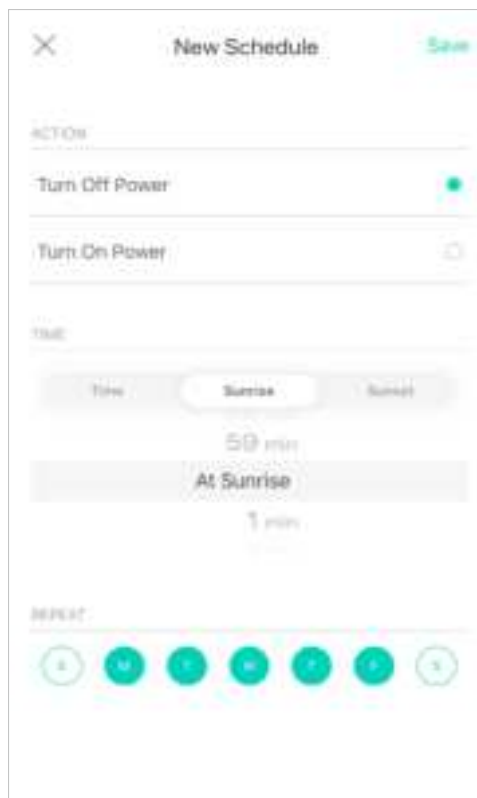 New Schedule Save
ACTION
Turn Off Power
Turn On Power
TIME
Time Sunrise Sunset
59 min
At Sunrise
1 min
REPEAT
S M T W T F S